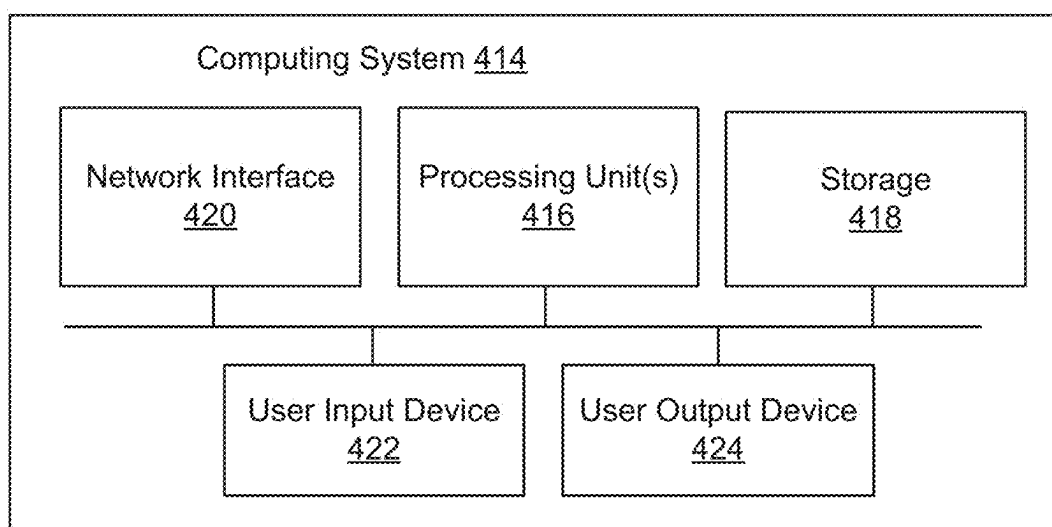 Computing System 414
Network Interface
420
Processing Unit(s)
416
Storage
418
User Input Device
422
User Output Device
424